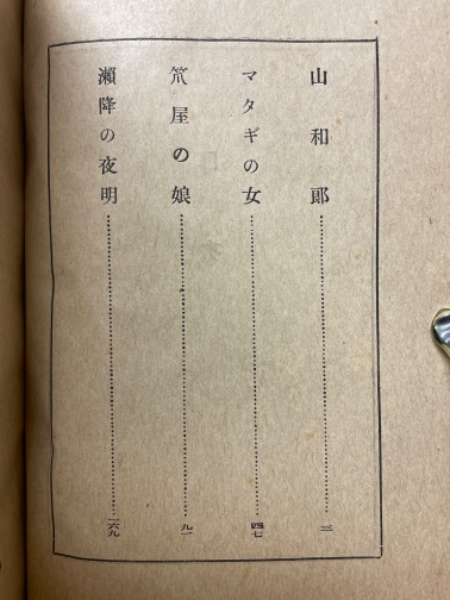 山和郎……三
マタギの女……四七
笊屋の娘……九一
瀬降の夜明……一六九